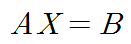 AX = B